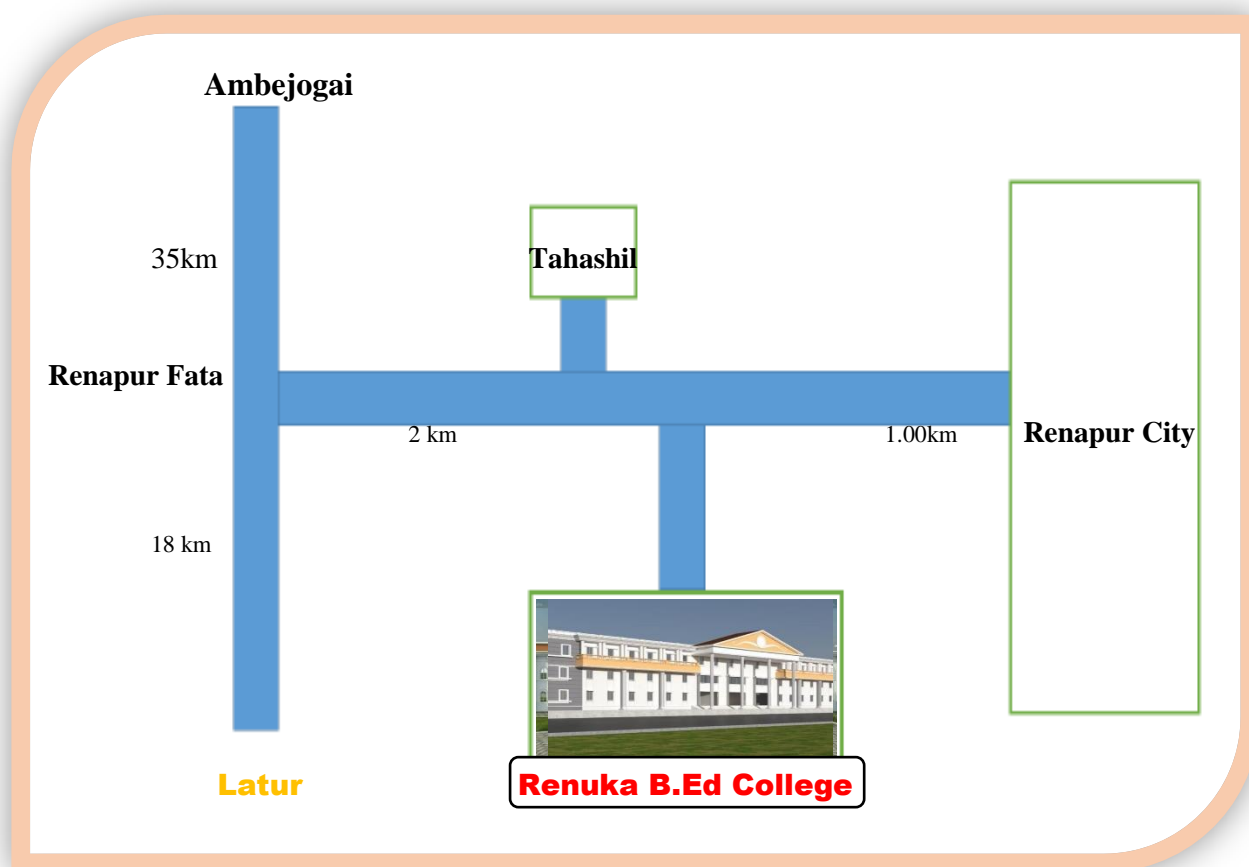 Ambejogai
35km
Tahashil
Renapur Fata
2 km
1.00km
Renapur City
18 km
Latur
Renuka B.Ed College